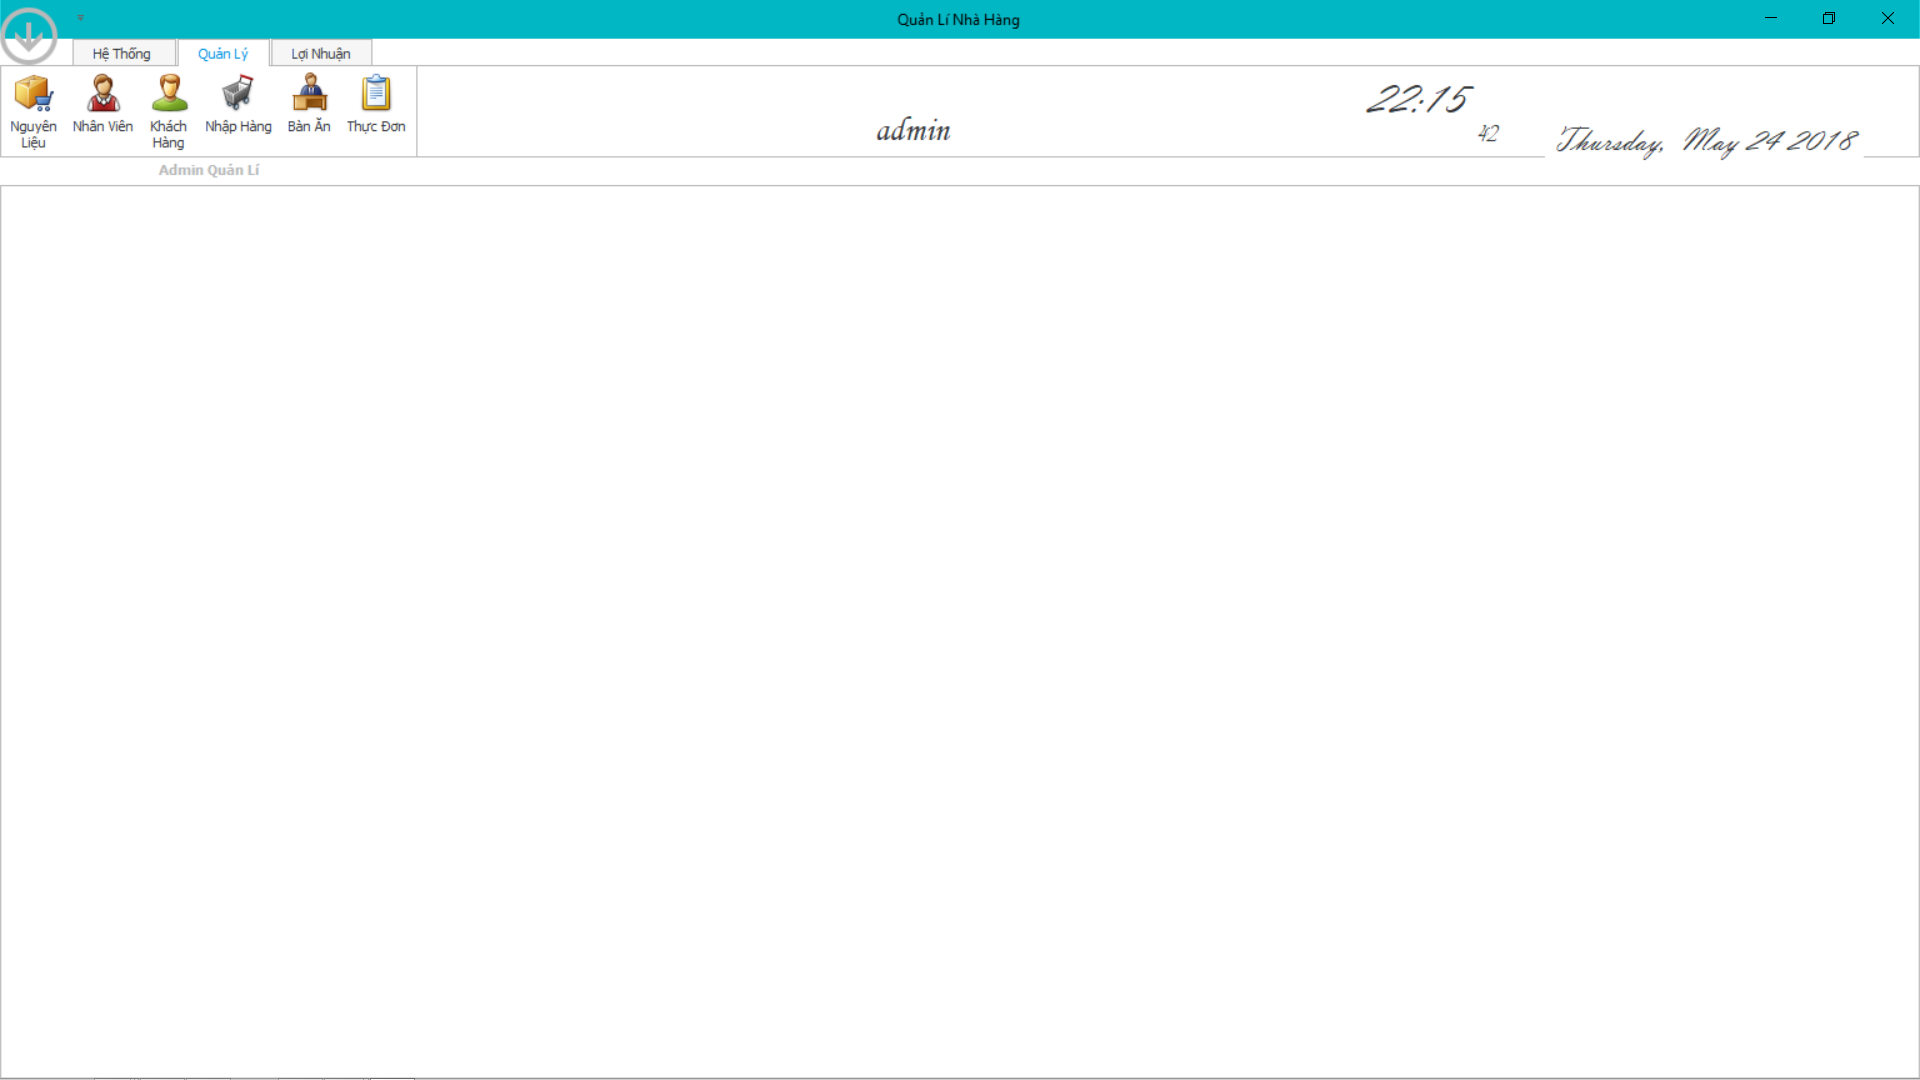 Quản Lí Nhà Hàng
Hệ Thống
Quản Lý
Lợi Nhuận
Nguyên Liệu
Nhân Viên
Khách Hàng
Nhập Hàng
Bàn Ăn
Thực Đơn
Admin Quản Lí
admin
22:15
42
Thursday, May 24 2018